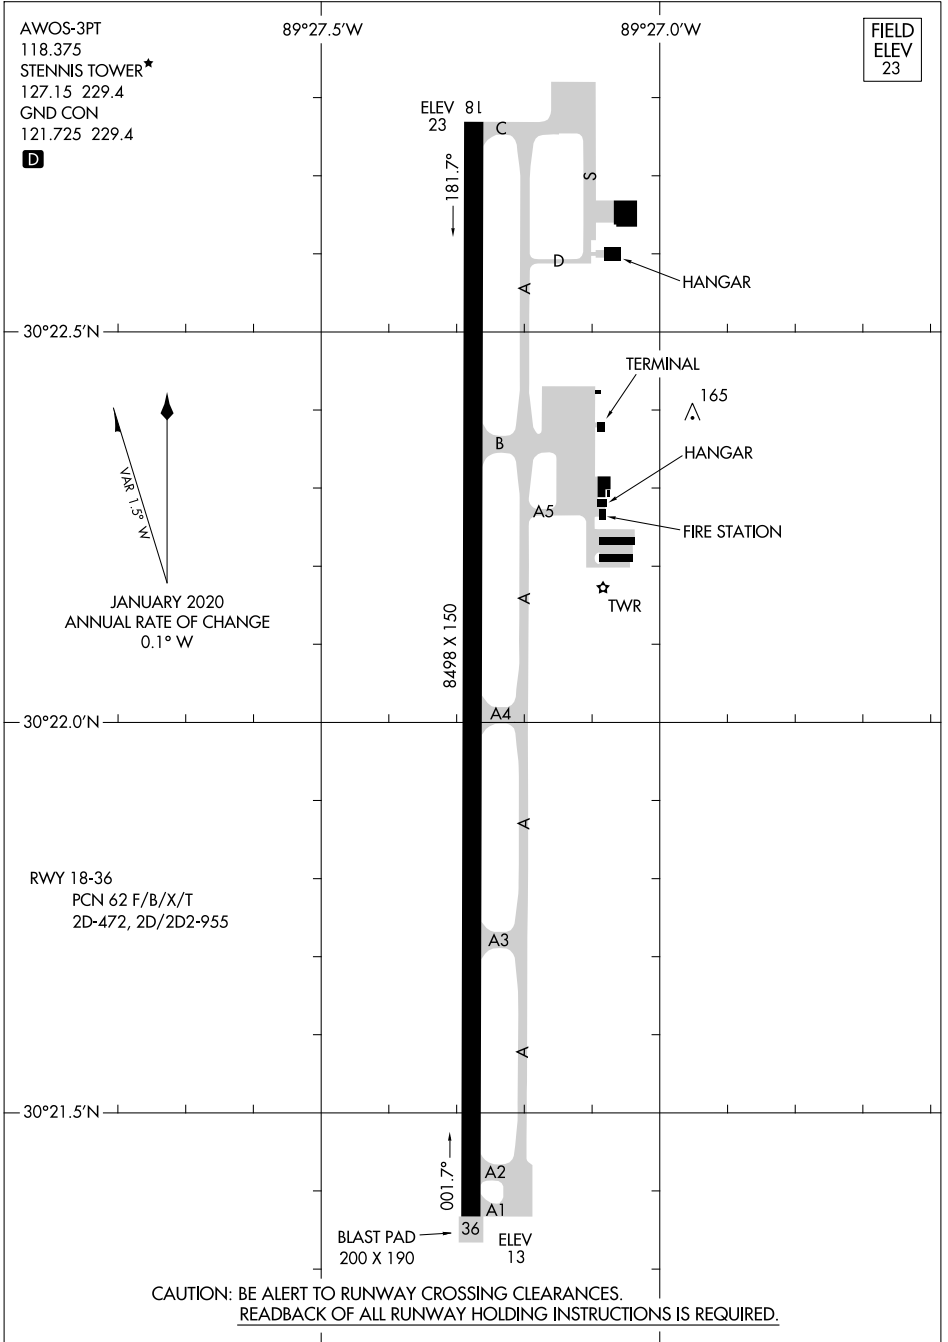 AWOS-3PT
118.375
STENNIS TOWER★
127.15 229.4
GND CON
121.725 229.4
D
89°27.5'W
89°27.0'W
FIELD
ELEV
23
ELEV
23
18
C
181.7°
S
D
HANGAR
A
30°22.5'N
TERMINAL
165
B
HANGAR
A5
FIRE STATION
VAR 1.5° W
JANUARY 2020
ANNUAL RATE OF CHANGE
0.1° W
A
TWR
8498 X 150
A4
30°22.0'N
A
RWY 18-36
PCN 62 F/B/X/T
2D-472, 2D/2D2-955
A3
A
30°21.5'N
001.7°
A2
A1
36
BLAST PAD
200 X 190
ELEV
13
CAUTION: BE ALERT TO RUNWAY CROSSING CLEARANCES.
READBACK OF ALL RUNWAY HOLDING INSTRUCTIONS IS REQUIRED.